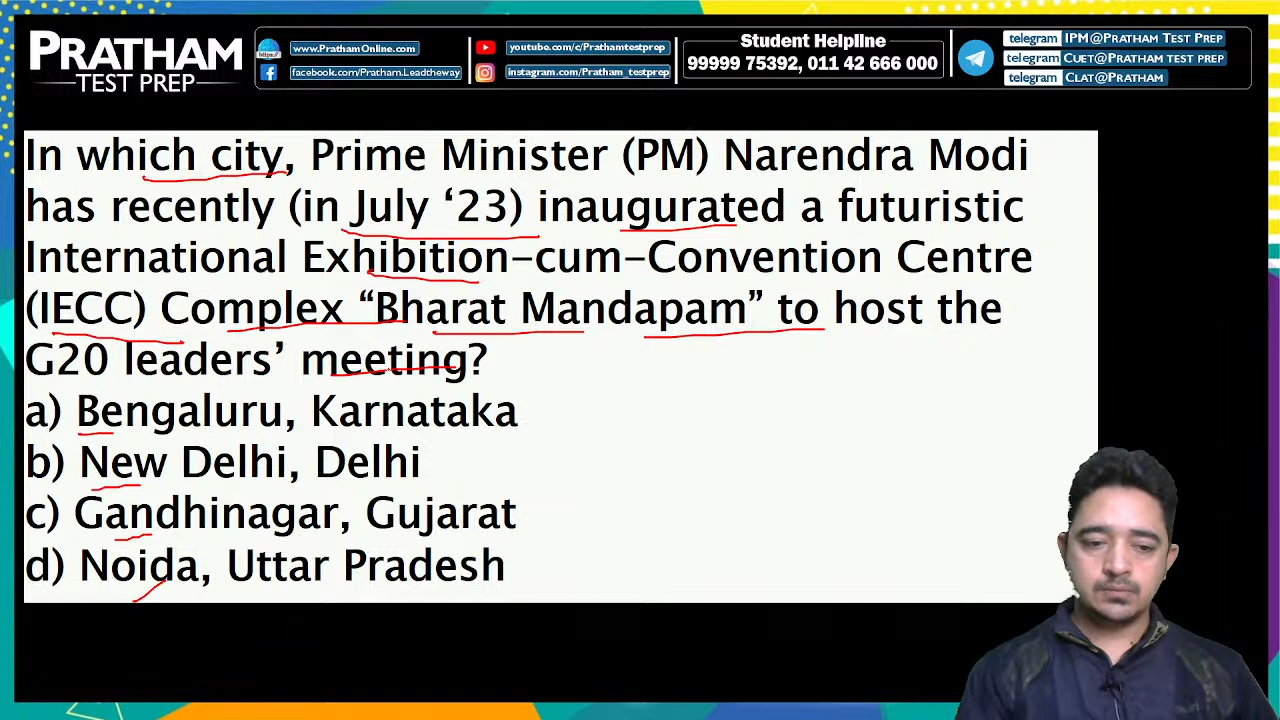 PRATHAM
TEST PREP
https://
www.PrathamOnline.com
facebook.com/Pratham.Leadtheway
youtube.com/c/Prathamtestprep
instagram.com/Pratham_testprep
Student Helpline
99999 75392, 011 42 666 000
telegram IPM@PRATHAM TEST PREP
telegram CUET@PRATHAM TEST PREP
telegram CLAT@PRATHAM
In which city, Prime Minister (PM) Narendra Modi
has recently (in July ‘23) inaugurated a futuristic
International Exhibition-cum-Convention Centre
(IECC) Complex “Bharat Mandapam” to host the
G20 leaders’ meeting?
a) Bengaluru, Karnataka
b) New Delhi, Delhi
c) Gandhinagar, Gujarat
d) Noida, Uttar Pradesh